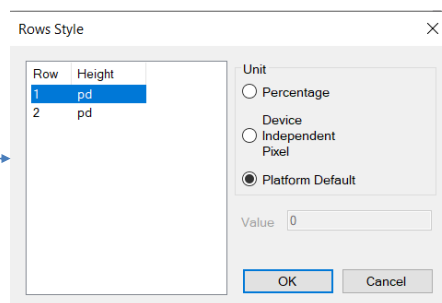 Rows Style
Row Height
1 pd
2 pd
Unit
Percentage
Device
Independent
Pixel
Platform Default
Value 0
OK Cancel